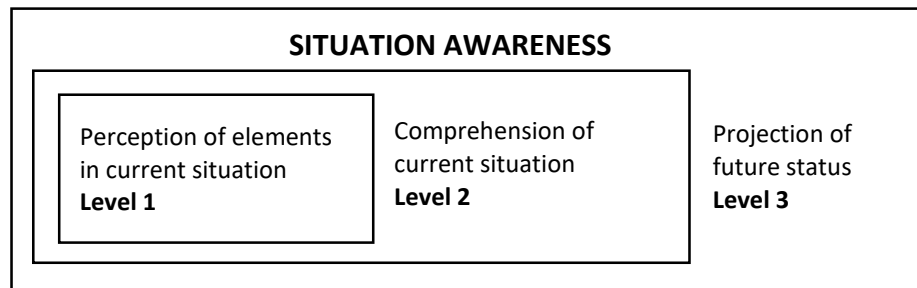 SITUATION AWARENESS
Perception of elements
in current situation
Level 1
Comprehension of
current situation
Level 2
Projection of
future status
Level 3